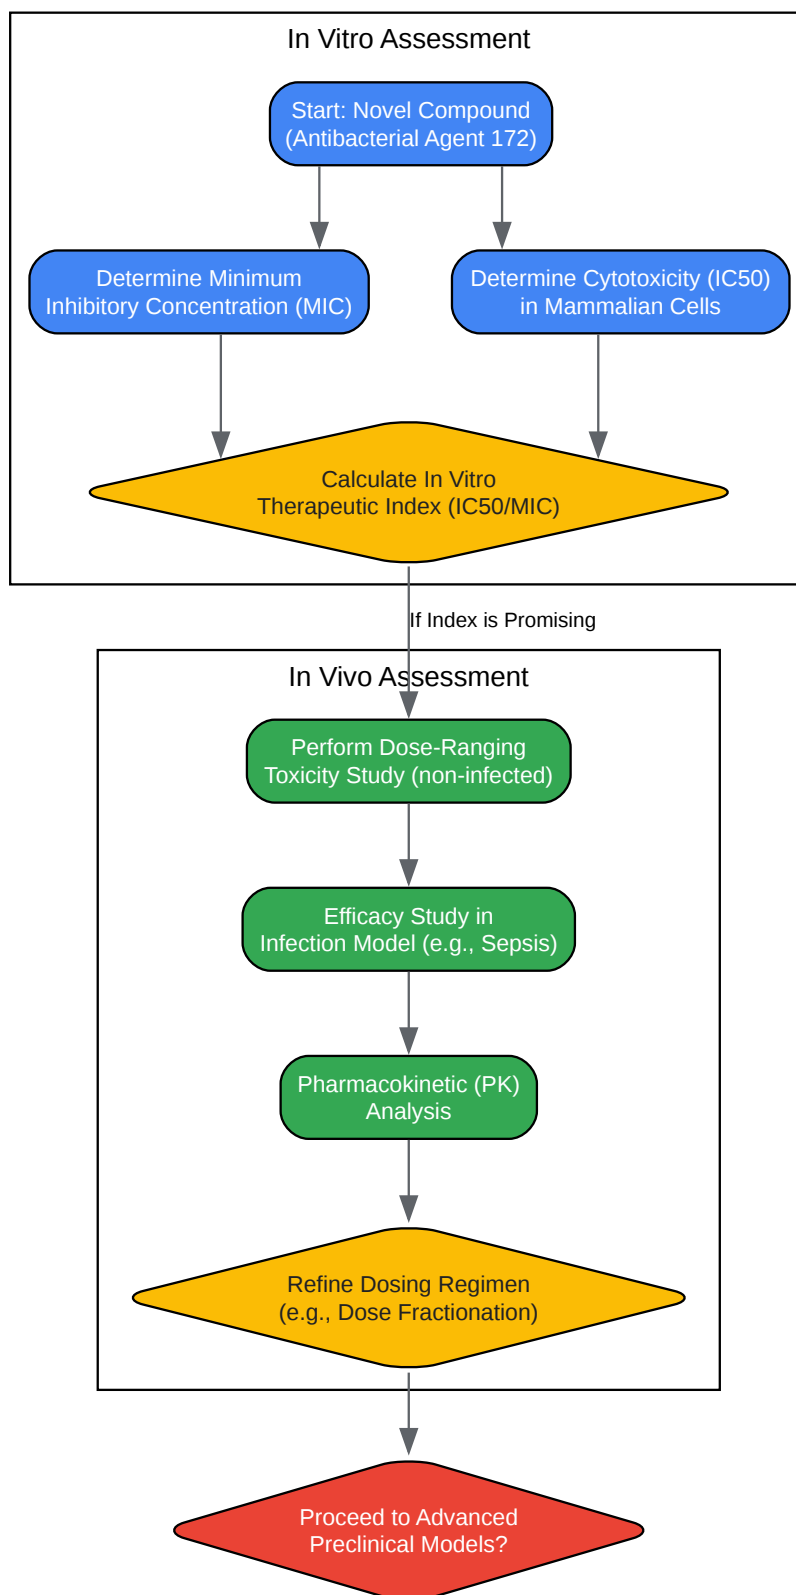 In Vitro Assessment
Start: Novel Compound
(Antibacterial Agent 172)
Determine Minimum
Inhibitory Concentration (MIC)
Determine Cytotoxicity (IC50)
in Mammalian Cells
Calculate In Vitro
Therapeutic Index (IC50/MIC)
If Index is Promising
In Vivo Assessment
Perform Dose-Ranging
Toxicity Study (non-infected)
Efficacy Study in
Infection Model (e.g., Sepsis)
Pharmacokinetic (PK)
Analysis
Refine Dosing Regimen
(e.g., Dose Fractionation)
Proceed to Advanced
Preclinical Models?